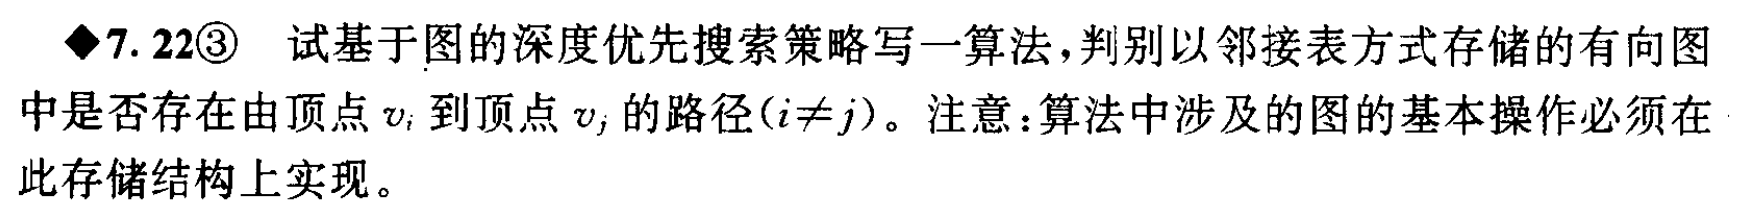 ◆7.22③ 试基于图的深度优先搜索策略写一算法,判别以邻接表方式存储的有向图
中是否存在由顶点 vᵢ 到顶点 vⱼ 的路径(i≠j)。注意:算法中涉及的图的基本操作必须在
此存储结构上实现。